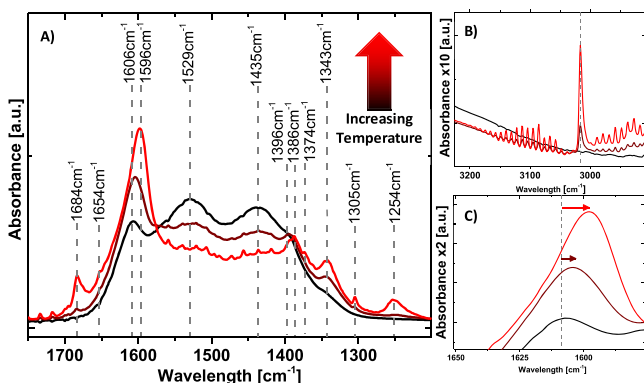 A)
1606cm-1
1596cm-1
1529cm-1
1435cm-1
1343cm-1
1396cm-1
1386cm-1
1374cm-1
1684cm-1
1654cm-1
1305cm-1
1254cm-1
Increasing
Temperature
Absorbance [a.u.]
1700
1600
1500
1400
1300
Wavelength [cm-1]
B)
Absorbance x10 [a.u.]
3200
3100
3000
Wavelength [cm-1]
C)
Absorbance x2 [a.u.]
1650
1625
1600
Wavelength [cm-1]